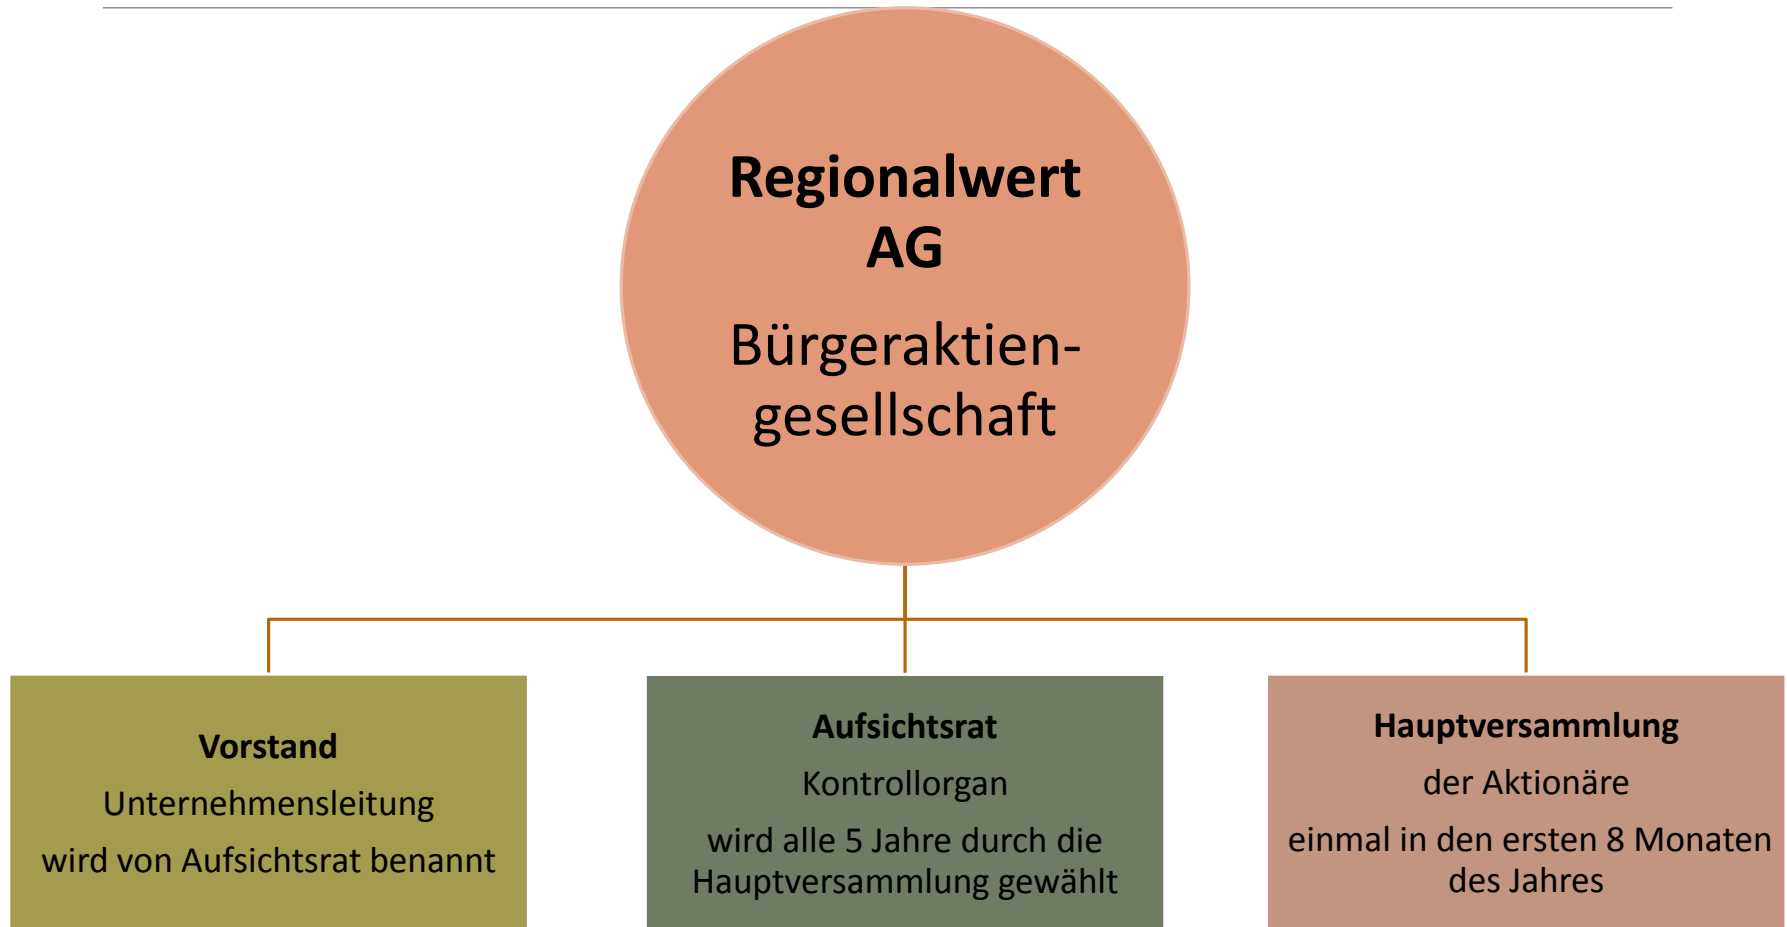 Regionalwert
AG
Bürgeraktien-
gesellschaft
Vorstand
Unternehmensleitung
wird von Aufsichtsrat benannt
Aufsichtsrat
Kontrollorgan
wird alle 5 Jahre durch die
Hauptversammlung gewählt
Hauptversammlung
der Aktionäre
einmal in den ersten 8 Monaten
des Jahres